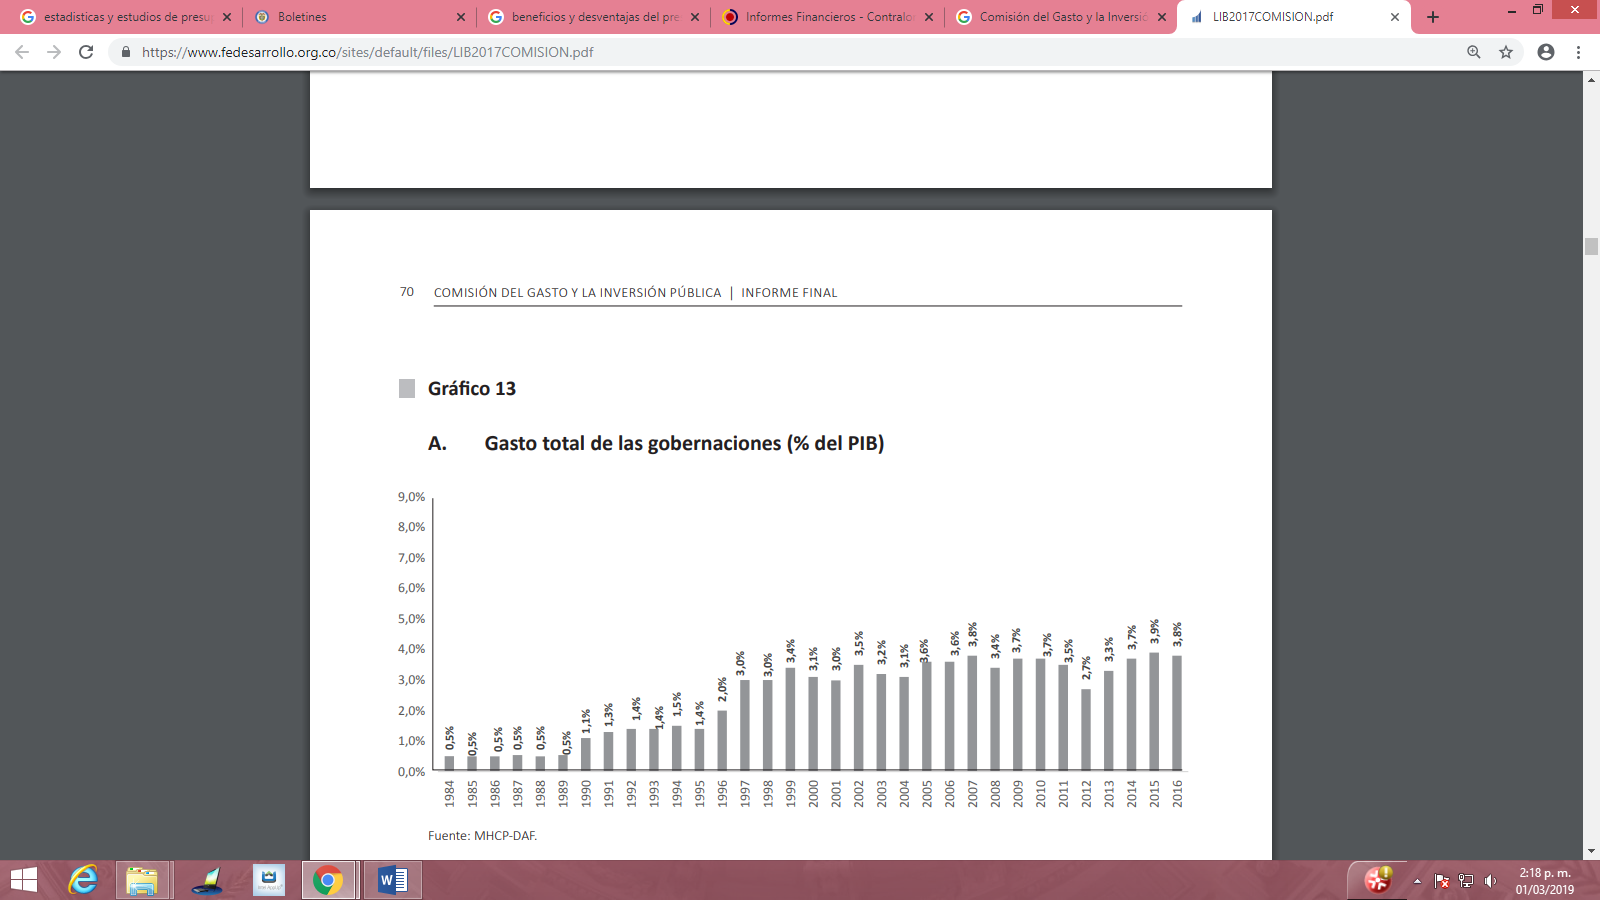 estadisticas y estudios de presu
Boletines
beneficios y desventajas del pre
Informes Financieros - Contralo
Comisión del Gasto y la Inversió
LIB2017COMISION.pdf
https://www.fedesarrollo.org.co/sites/default/files/LIB2017COMISION.pdf
70 COMISIÓN DEL GASTO Y LA INVERSIÓN PÚBLICA | INFORME FINAL
Gráfico 13
A. Gasto total de las gobernaciones (% del PIB)
9,0%
8,0%
7,0%
6,0%
5,0%
4,0%
3,0%
2,0%
1,0%
0,0%
0,5% 0,5% 0,5% 0,5% 0,5% 0,5% 1,1% 1,3% 1,4% 1,4% 1,5% 1,4% 2,0% 3,0% 3,0% 3,4% 3,1% 3,0% 3,5% 3,2% 3,1% 3,6% 3,6% 3,8% 3,4% 3,7% 3,7% 3,5% 2,7% 3,3% 3,7% 3,9% 3,8%
1984 1985 1986 1987 1988 1989 1990 1991 1992 1993 1994 1995 1996 1997 1998 1999 2000 2001 2002 2003 2004 2005 2006 2007 2008 2009 2010 2011 2012 2013 2014 2015 2016
Fuente: MHCP-DAF.
2:18 p. m.
01/03/2019